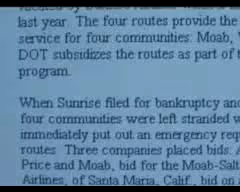 last year. The four routes provide the
service for four communities: Moab,
DOT subsidizes the routes as part of t
program.
When Sunrise filed for bankruptcy and
four communities were left stranded w
immediately put out an emergency req
routes. Three companies placed bids: A
Price and Moab, bid for the Moab-Salt
Airlines, of Santa Maria, Calif., bid on